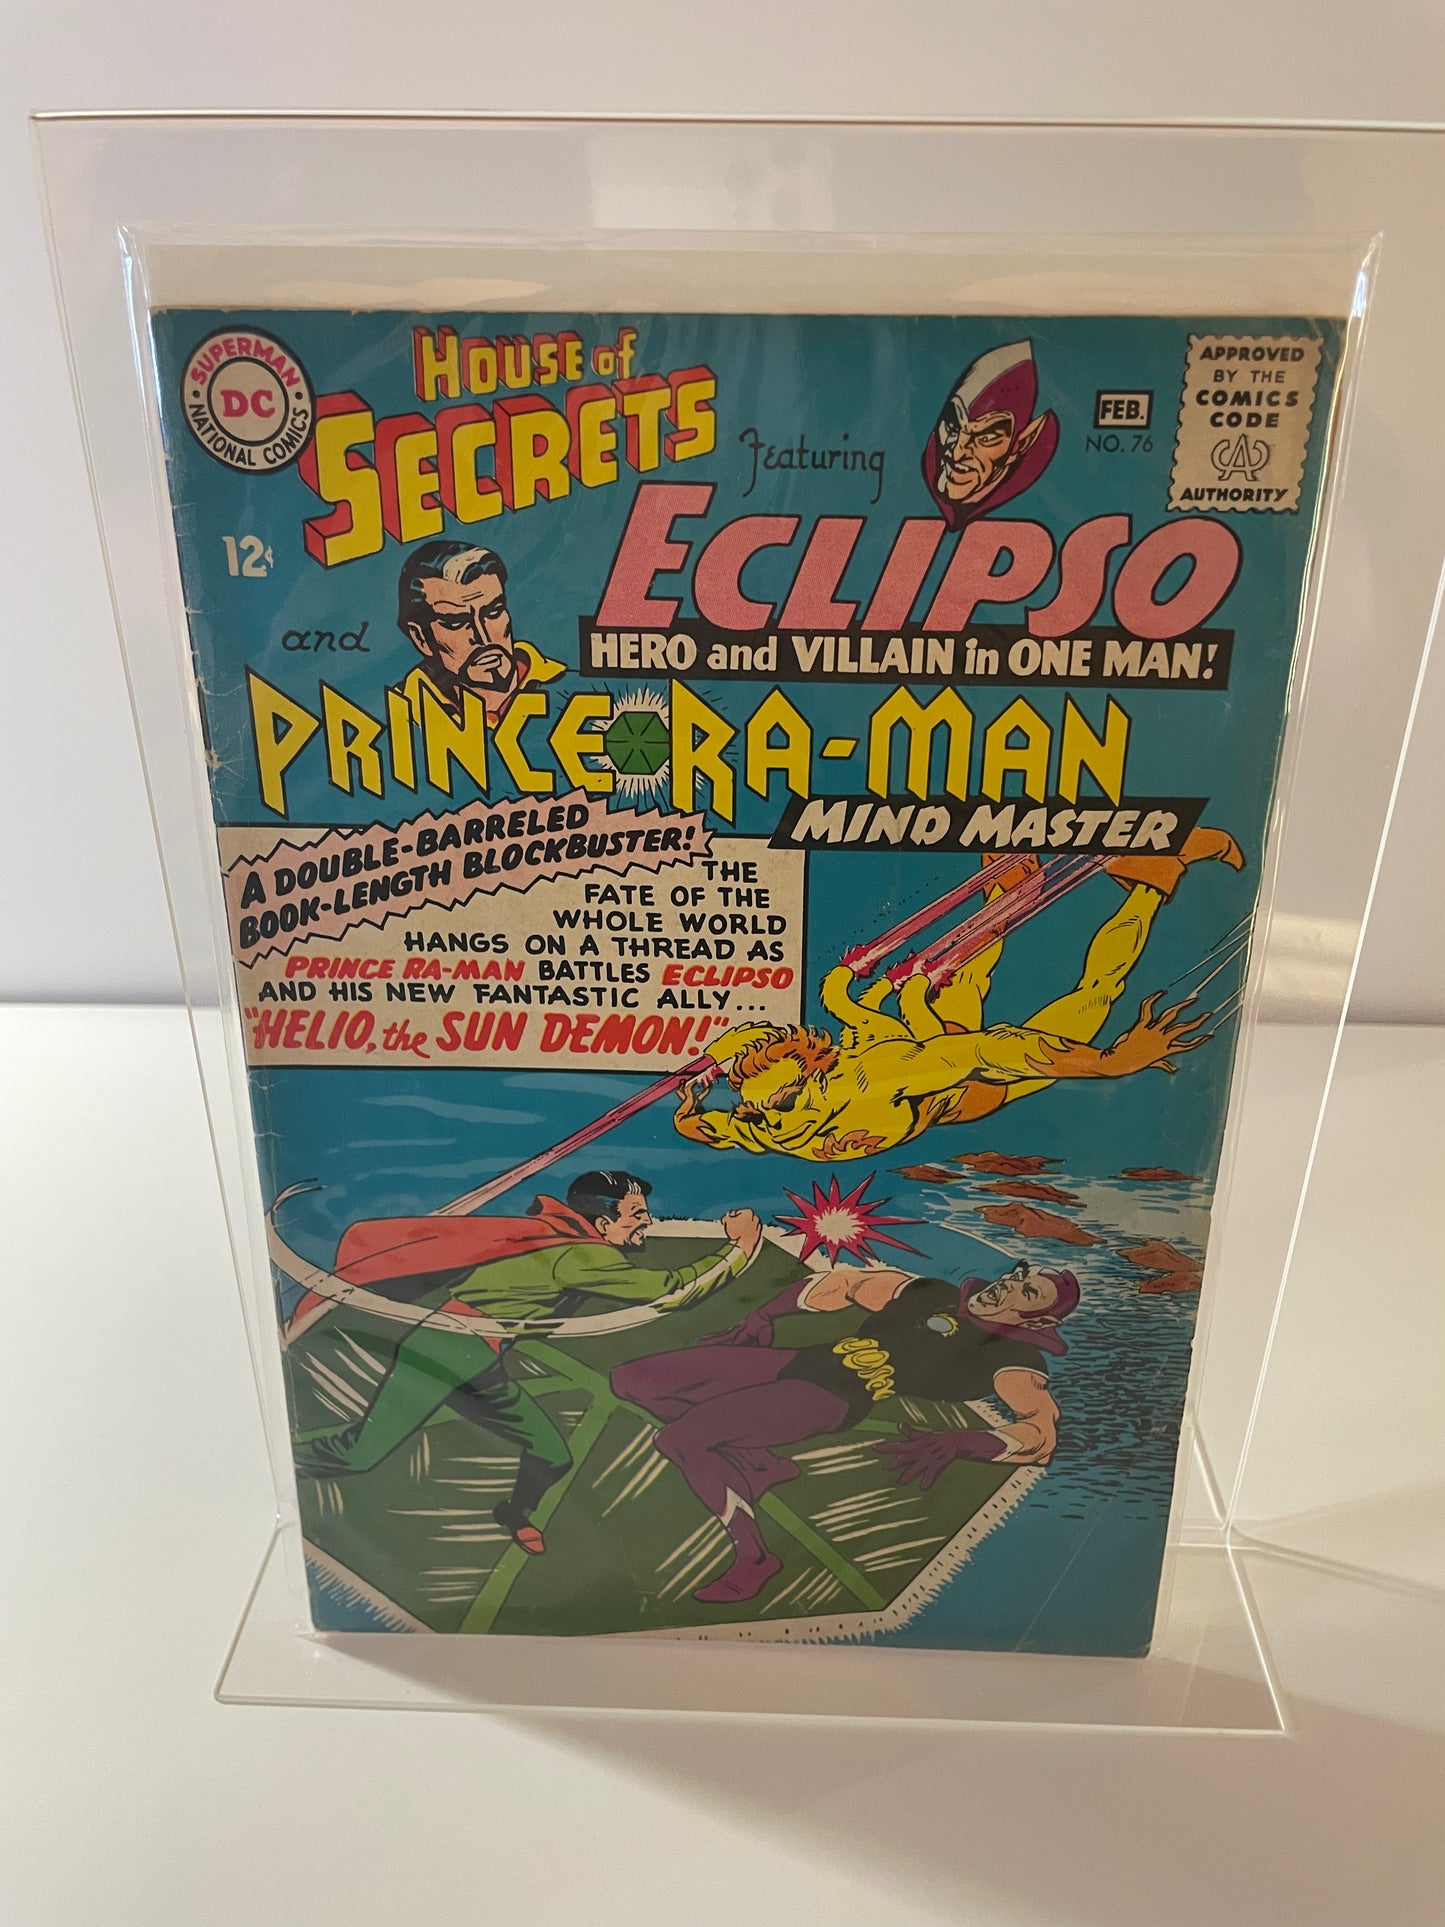 SUPERMAN
DC
NATIONAL COMICS
HOUSE of
SECRETS
Featuring
FEB.
NO. 76
APPROVED
BY THE
COMICS
CODE
CA
AUTHORITY
12¢
ECLIPSO
HERO and VILLAIN in ONE MAN!
and
PRINCE RA-MAN
MIND MASTER
A DOUBLE-BARRELED
BOOK-LENGTH BLOCKBUSTER!
THE
FATE OF THE
WHOLE WORLD
HANGS ON A THREAD AS
PRINCE RA-MAN BATTLES ECLIPSO
AND HIS NEW FANTASTIC ALLY...
"HELIO, the SUN DEMON!"